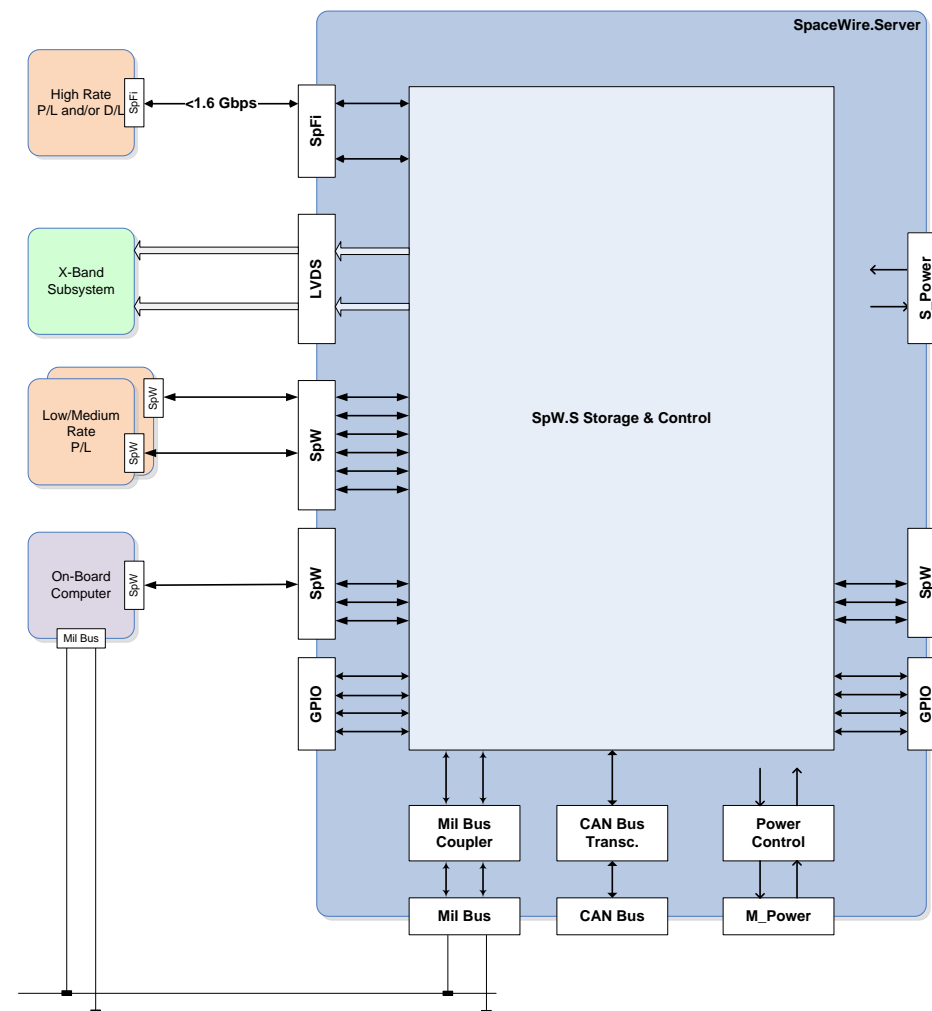 SpaceWire.Server
High Rate
P/L and/or D/L
SpFi
<1.6 Gbps
SpFi
X-Band
Subsystem
LVDS
S_Power
SpW
Low/Medium
Rate
P/L
SpW
SpW
SpW.S Storage & Control
On-Board
Computer
SpW
SpW
SpW
Mil Bus
GPIO
GPIO
Mil Bus
Coupler
CAN Bus
Transc.
Power
Control
Mil Bus
CAN Bus
M_Power